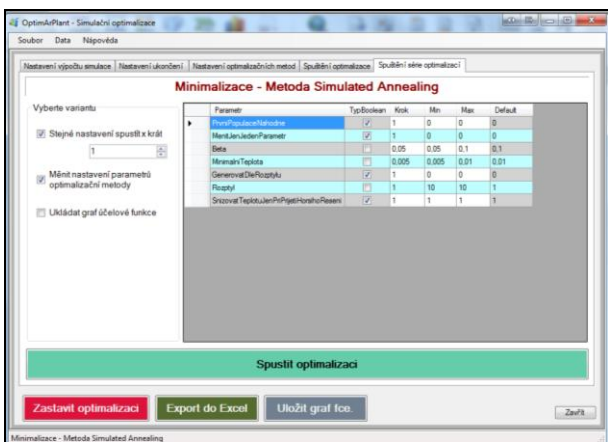 OptimArPlant - Simulační optimalizace
Soubor Data Nápověda
Nastavení výpočtu simulace Nastavení ukončení Nastavení optimalizačních metod Spuštění optimalizace Spuštění série optimalizací
Minimalizace - Metoda Simulated Annealing
Vyberte variantu
Stejné nastavení spustit x krát
1
Měnit nastavení parametrů
optimalizační metody
Ukládat graf účelové funkce
Parametr TypBoolean Krok Min Max Default
PrvniPopulaceNahodne 1 0 0 0
MenitJenJedenParametr 1 0 0 0
Beta 0,05 0,05 0,1 0,1
MinimalniTeplota 0,005 0,005 0,01 0,01
GenerovatDleRozptylu 1 0 0 0
Rozptyl 1 10 10 1
SnizovatTeplotuJenPriPrijetiHorsihoReseni 1 1 1 1
Spustit optimalizaci
Zastavit optimalizaci Export do Excel Uložit graf fce. Zavřít
Minimalizace - Metoda Simulated Annealing